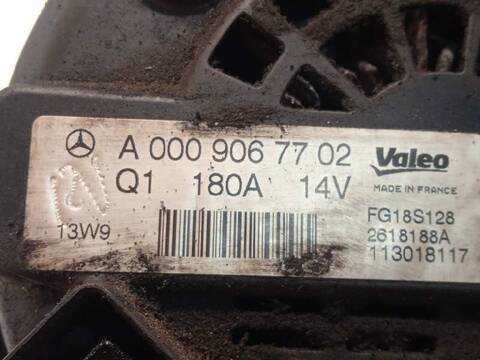 A 000 906 77 02
Valeo
Q1 180A 14V
MADE IN FRANCE
FG18S128
13W9
2618188A
113018117